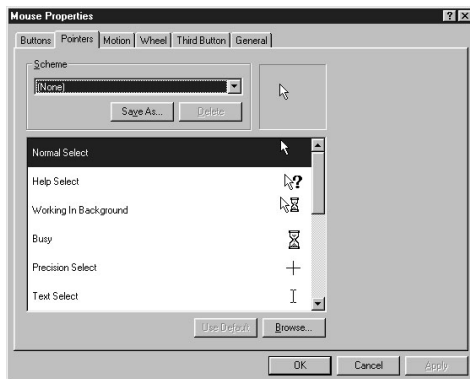 Mouse Properties
Buttons Pointers Motion Wheel Third Button General
Scheme
(None)
Save As... Delete
Normal Select
Help Select
Working In Background
Busy
Precision Select
Text Select
Use Default Browse...
OK Cancel Apply